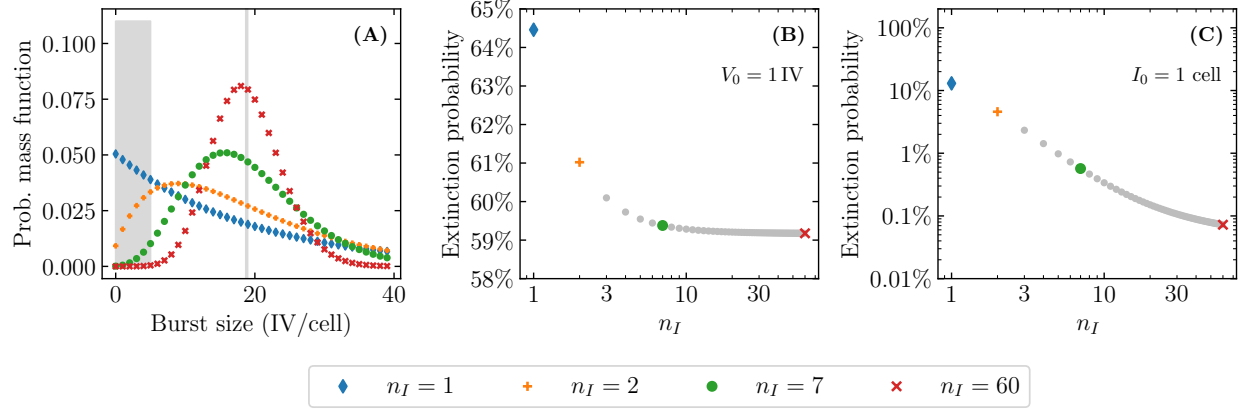 (A)
0.100
0.075
0.050
0.025
0.000
Prob. mass function
0
20
40
Burst size (IV/cell)
(B)
V₀ = 1 IV
65%
64%
63%
62%
61%
60%
59%
58%
Extinction probability
1
3
10
30
n_I
(C)
I₀ = 1 cell
100%
10%
1%
0.1%
0.01%
Extinction probability
1
3
10
30
n_I
n_I = 1
n_I = 2
n_I = 7
n_I = 60